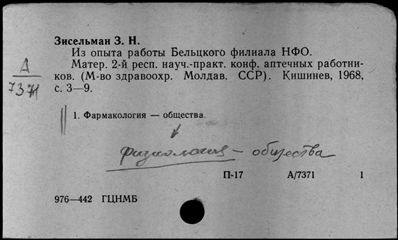 Зисельман З. Н.
Из опыта работы Бельцкого филиала НФО.
Матер. 2-й респ. науч.-практ. конф. аптечных работни-
ков. (М-во здравоохр. Молдав. ССР). Кишинев, 1968,
с. 3—9.
А
7371
1. Фармакология — общества.
Физиология — общества
П-17 А/7371 1
976—442 ГЦНМБ